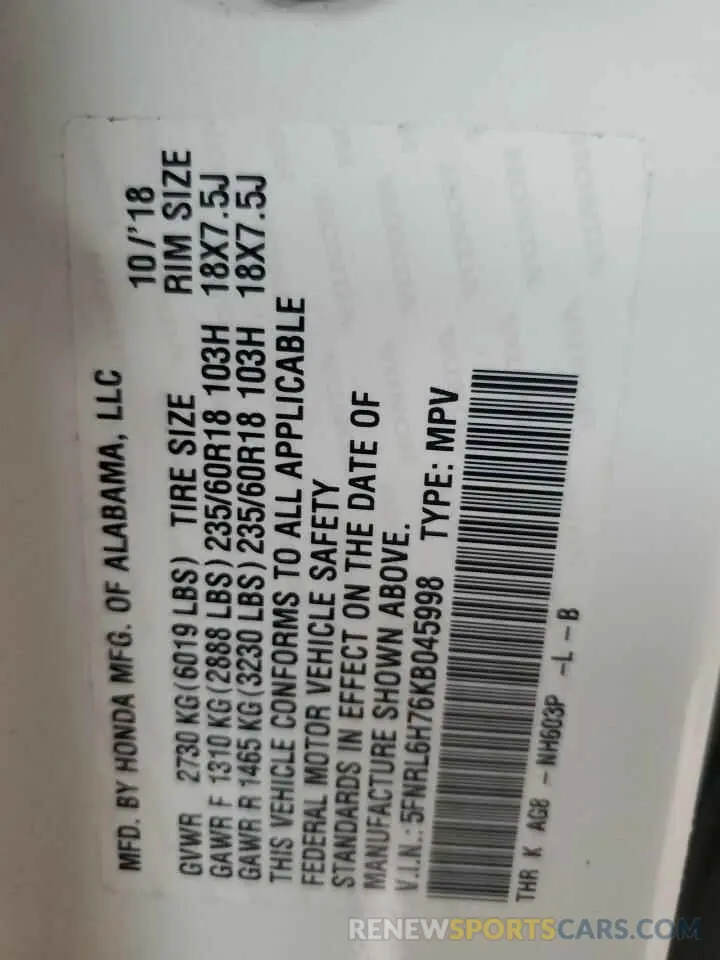 MFD. BY HONDA MFG. OF ALABAMA, LLC 10/'18
GVWR 2730 KG (6019 LBS) TIRE SIZE RIM SIZE
GAWR F 1310 KG (2888 LBS) 235/60R18 103H 18X7.5J
GAWR R 1465 KG (3230 LBS) 235/60R18 103H 18X7.5J
THIS VEHICLE CONFORMS TO ALL APPLICABLE
FEDERAL MOTOR VEHICLE SAFETY
STANDARDS IN EFFECT ON THE DATE OF
MANUFACTURE SHOWN ABOVE.
V.I.N.: 5FNRL6H76KB045998 TYPE: MPV
THR K AG8 -NH603P -L-B
RENEWSPORTSCARS.COM